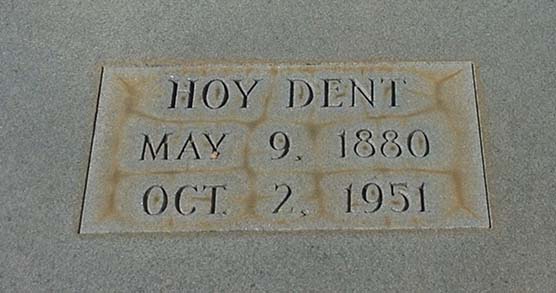 HOY DENT
MAY 9, 1880
OCT. 2, 1951